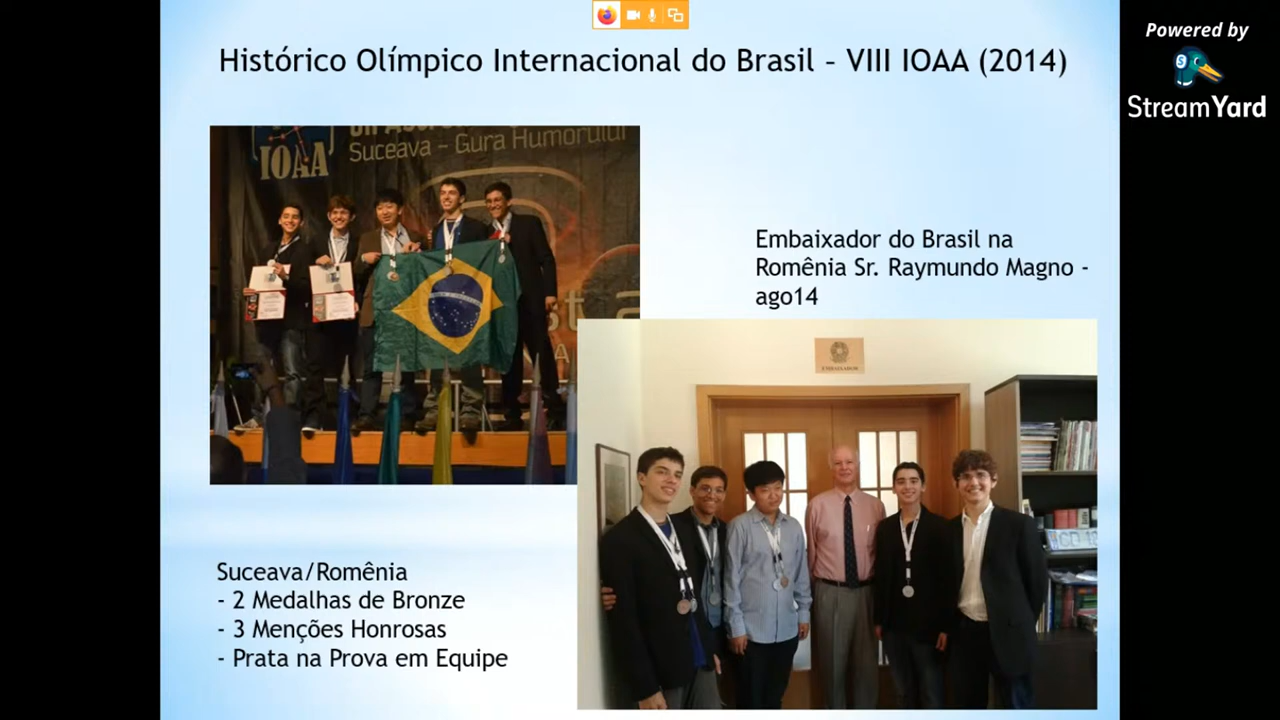 Histórico Olímpico Internacional do Brasil – VIII IOAA (2014)
Powered by
StreamYard
IOAA
Suceava – Gura Humorului
Embaixador do Brasil na
Romênia Sr. Raymundo Magno -
ago14
EMBAIXADOR
Suceava/Romênia
- 2 Medalhas de Bronze
- 3 Menções Honrosas
- Prata na Prova em Equipe